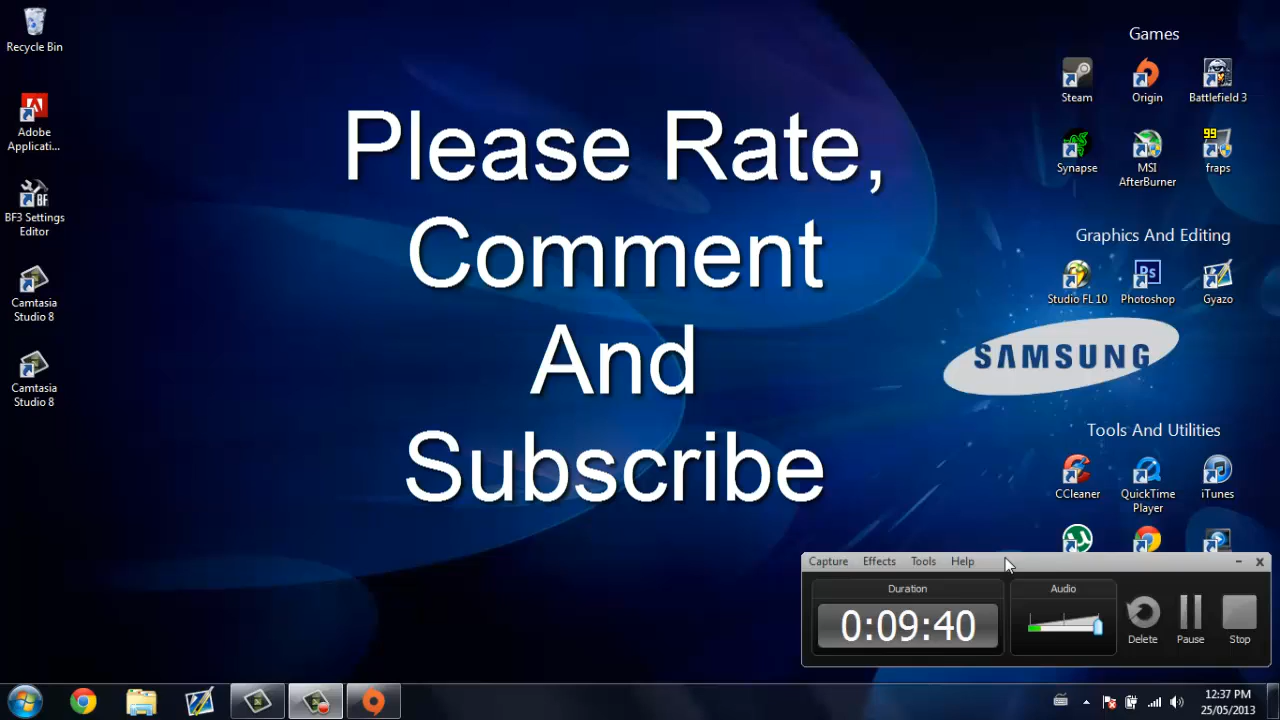 Recycle Bin
Adobe
Applicati...
BF3 Settings
Editor
Camtasia
Studio 8
Camtasia
Studio 8
Please Rate,
Comment
And
Subscribe
Games
Steam
Origin
Battlefield 3
Synapse
MSI
AfterBurner
99
fraps
Graphics And Editing
Studio FL 10
Ps
Photoshop
Gyazo
SAMSUNG
Tools And Utilities
CCleaner
QuickTime
Player
iTunes
Capture Effects Tools Help
Duration
0:09:40
Audio
Delete
Pause
Stop
12:37 PM
25/05/2013